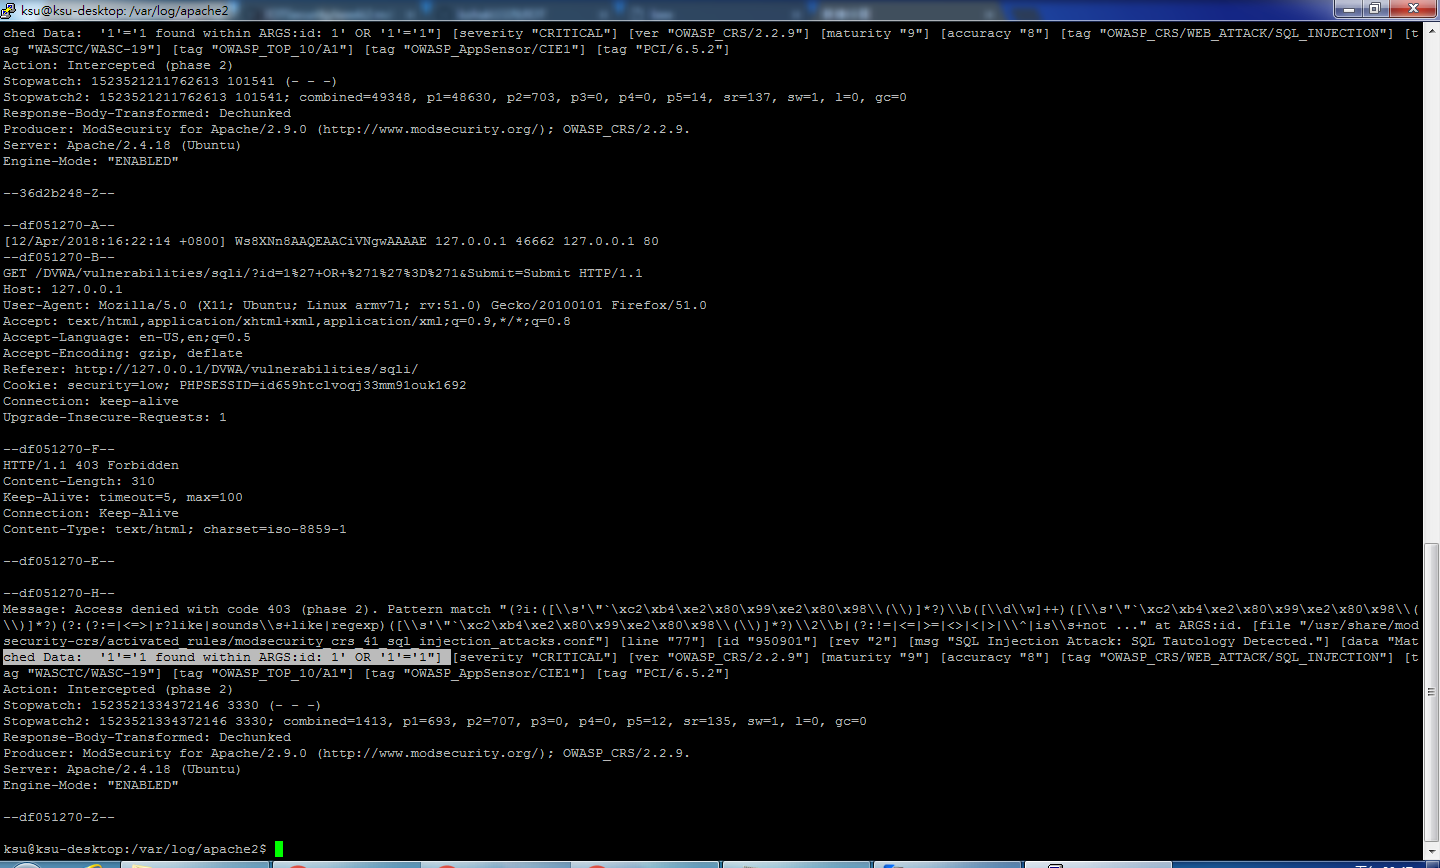 ksu@ksu-desktop: /var/log/apache2
ched Data:  '1'='1 found within ARGS:id: 1' OR '1'='1"] [severity "CRITICAL"] [ver "OWASP_CRS/2.2.9"] [maturity "9"] [accuracy "8"] [tag "OWASP_CRS/WEB_ATTACK/SQL_INJECTION"] [t
ag "WASCTC/WASC-19"] [tag "OWASP_TOP_10/A1"] [tag "OWASP_AppSensor/CIE1"] [tag "PCI/6.5.2"]
Action: Intercepted (phase 2)
Stopwatch: 1523521211762613 101541 (- - -)
Stopwatch2: 1523521211762613 101541; combined=49348, p1=48630, p2=703, p3=0, p4=0, p5=14, sr=137, sw=1, l=0, gc=0
Response-Body-Transformed: Dechunked
Producer: ModSecurity for Apache/2.9.0 (http://www.modsecurity.org/); OWASP_CRS/2.2.9.
Server: Apache/2.4.18 (Ubuntu)
Engine-Mode: "ENABLED"
--36d2b248-Z--
--df051270-A--
[12/Apr/2018:16:22:14 +0800] Ws8XNn8AAQEAACiVNgwAAAAE 127.0.0.1 46662 127.0.0.1 80
--df051270-B--
GET /DVWA/vulnerabilities/sqli/?id=1%27+OR+%271%27%3D%271&Submit=Submit HTTP/1.1
Host: 127.0.0.1
User-Agent: Mozilla/5.0 (X11; Ubuntu; Linux armv7l; rv:51.0) Gecko/20100101 Firefox/51.0
Accept: text/html,application/xhtml+xml,application/xml;q=0.9,*/*;q=0.8
Accept-Language: en-US,en;q=0.5
Accept-Encoding: gzip, deflate
Referer: http://127.0.0.1/DVWA/vulnerabilities/sqli/
Cookie: security=low; PHPSESSID=id659htclvoqj33mm91ouk1692
Connection: keep-alive
Upgrade-Insecure-Requests: 1
--df051270-F--
HTTP/1.1 403 Forbidden
Content-Length: 310
Keep-Alive: timeout=5, max=100
Connection: Keep-Alive
Content-Type: text/html; charset=iso-8859-1
--df051270-E--
--df051270-H--
Message: Access denied with code 403 (phase 2). Pattern match "(?i:([\\s'\"`\xc2\xb4\xe2\x80\x99\xe2\x80\x98\\(\\)]*?)\\b([\\d\\w]++)([\\s'\"`\xc2\xb4\xe2\x80\x99\xe2\x80\x98\\(
\\)]*?)(?:(?:=|<=>|r?like|sounds\\s+like|regexp)([\\s'\"`\xc2\xb4\xe2\x80\x99\xe2\x80\x98\\(\\)]*?)\\2\\b|(?:!=|<=|>=|<>|<|>|\\^|is\\s+not ..." at ARGS:id. [file "/usr/share/mod
security-crs/activated_rules/modsecurity_crs_41_sql_injection_attacks.conf"] [line "77"] [id "950901"] [rev "2"] [msg "SQL Injection Attack: SQL Tautology Detected."] [data "Mat
ched Data:  '1'='1 found within ARGS:id: 1' OR '1'='1"] [severity "CRITICAL"] [ver "OWASP_CRS/2.2.9"] [maturity "9"] [accuracy "8"] [tag "OWASP_CRS/WEB_ATTACK/SQL_INJECTION"] [t
ag "WASCTC/WASC-19"] [tag "OWASP_TOP_10/A1"] [tag "OWASP_AppSensor/CIE1"] [tag "PCI/6.5.2"]
Action: Intercepted (phase 2)
Stopwatch: 1523521334372146 3330 (- - -)
Stopwatch2: 1523521334372146 3330; combined=1413, p1=693, p2=707, p3=0, p4=0, p5=12, sr=135, sw=1, l=0, gc=0
Response-Body-Transformed: Dechunked
Producer: ModSecurity for Apache/2.9.0 (http://www.modsecurity.org/); OWASP_CRS/2.2.9.
Server: Apache/2.4.18 (Ubuntu)
Engine-Mode: "ENABLED"
--df051270-Z--
ksu@ksu-desktop:/var/log/apache2$